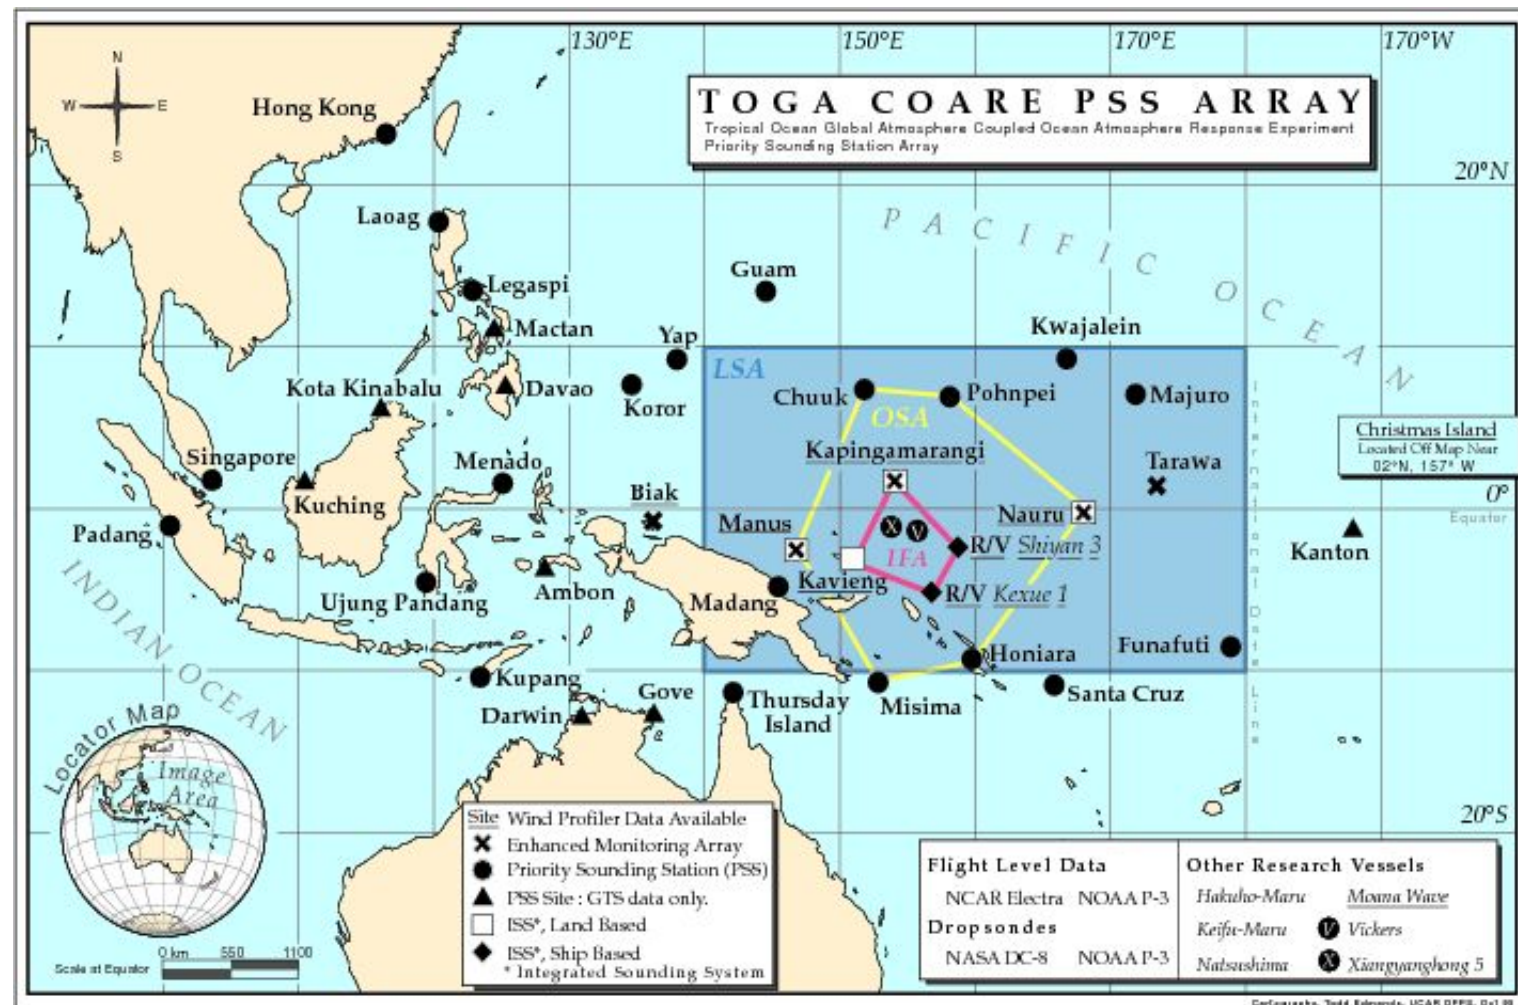 130°E
150°E
170°E
170°W
N
W
E
S
TOGA COARE PSS ARRAY
Tropical Ocean Global Atmosphere Coupled Ocean Atmosphere Response Experiment
Priority Sounding Station Array
Hong Kong
20°N
Laoag
PACIFIC OCEAN
Guam
Legaspi
Mactan
Yap
Kwajalein
LSA
Kota Kinabalu
Davao
Koror
Chuuk
Pohnpei
Majuro
OSA
International Date Line
Christmas Island
Located Off Map Near
02°N, 157° W
Singapore
Menado
Kapingamarangi
Tarawa
Kuching
Biak
0°
Equator
Padang
Manus
X
V
Nauru
Kanton
IFA
R/V Shiyan 3
INDIAN OCEAN
Ujung Pandang
Ambon
Madang
Kavieng
R/V Kexue 1
Honiara
Funafuti
Kupang
Gove
Thursday
Island
Misima
Santa Cruz
Darwin
Locator Map
Image
Area
20°S
Site Wind Profiler Data Available
Enhanced Monitoring Array
Priority Sounding Station (PSS)
PSS Site : GTS data only.
ISS*, Land Based
ISS*, Ship Based
* Integrated Sounding System
Flight Level Data
NCAR Electra NOAA P-3
Dropsondes
NASA DC-8 NOAA P-3
Other Research Vessels
Hakuho-Maru Moana Wave
Keifu-Maru V Vickers
Natsushima X Xiangyanghong 5
0 km 550 1100
Scale at Equator